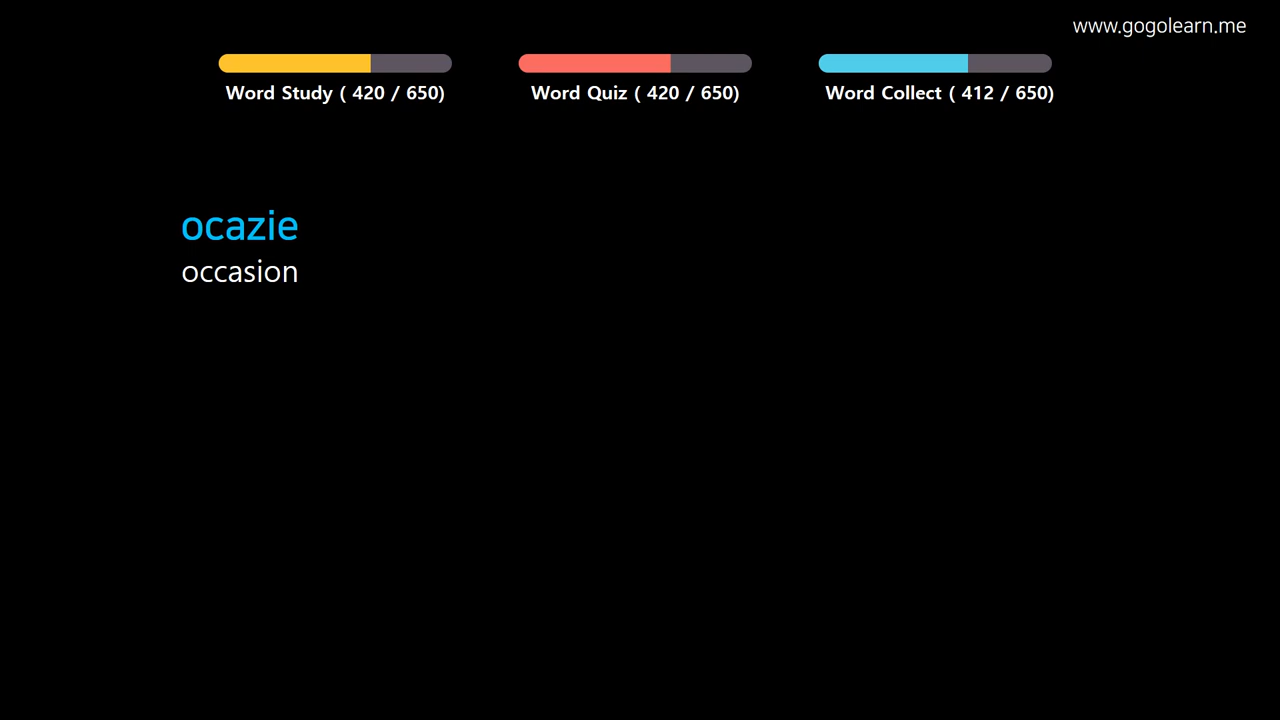 www.gogolearn.me
Word Study ( 420 / 650)
Word Quiz ( 420 / 650)
Word Collect ( 412 / 650)
ocazie
occasion